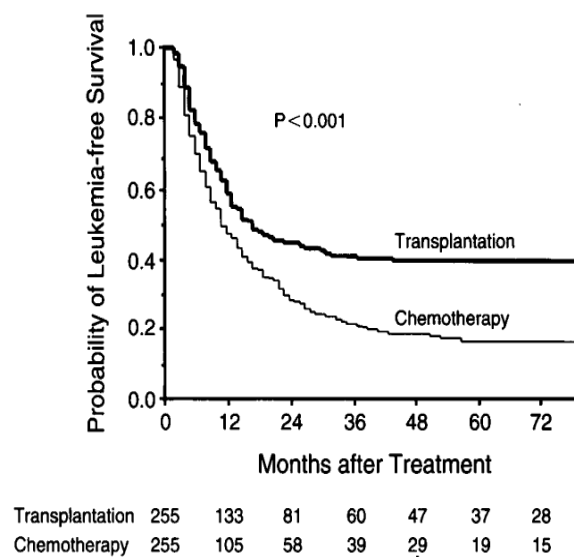 Probability of Leukemia-free Survival
1.0
0.8
0.6
0.4
0.2
0.0
P<0.001
Transplantation
Chemotherapy
0 12 24 36 48 60 72
Months after Treatment
Transplantation 255 133 81 60 47 37 28
Chemotherapy 255 105 58 39 29 19 15